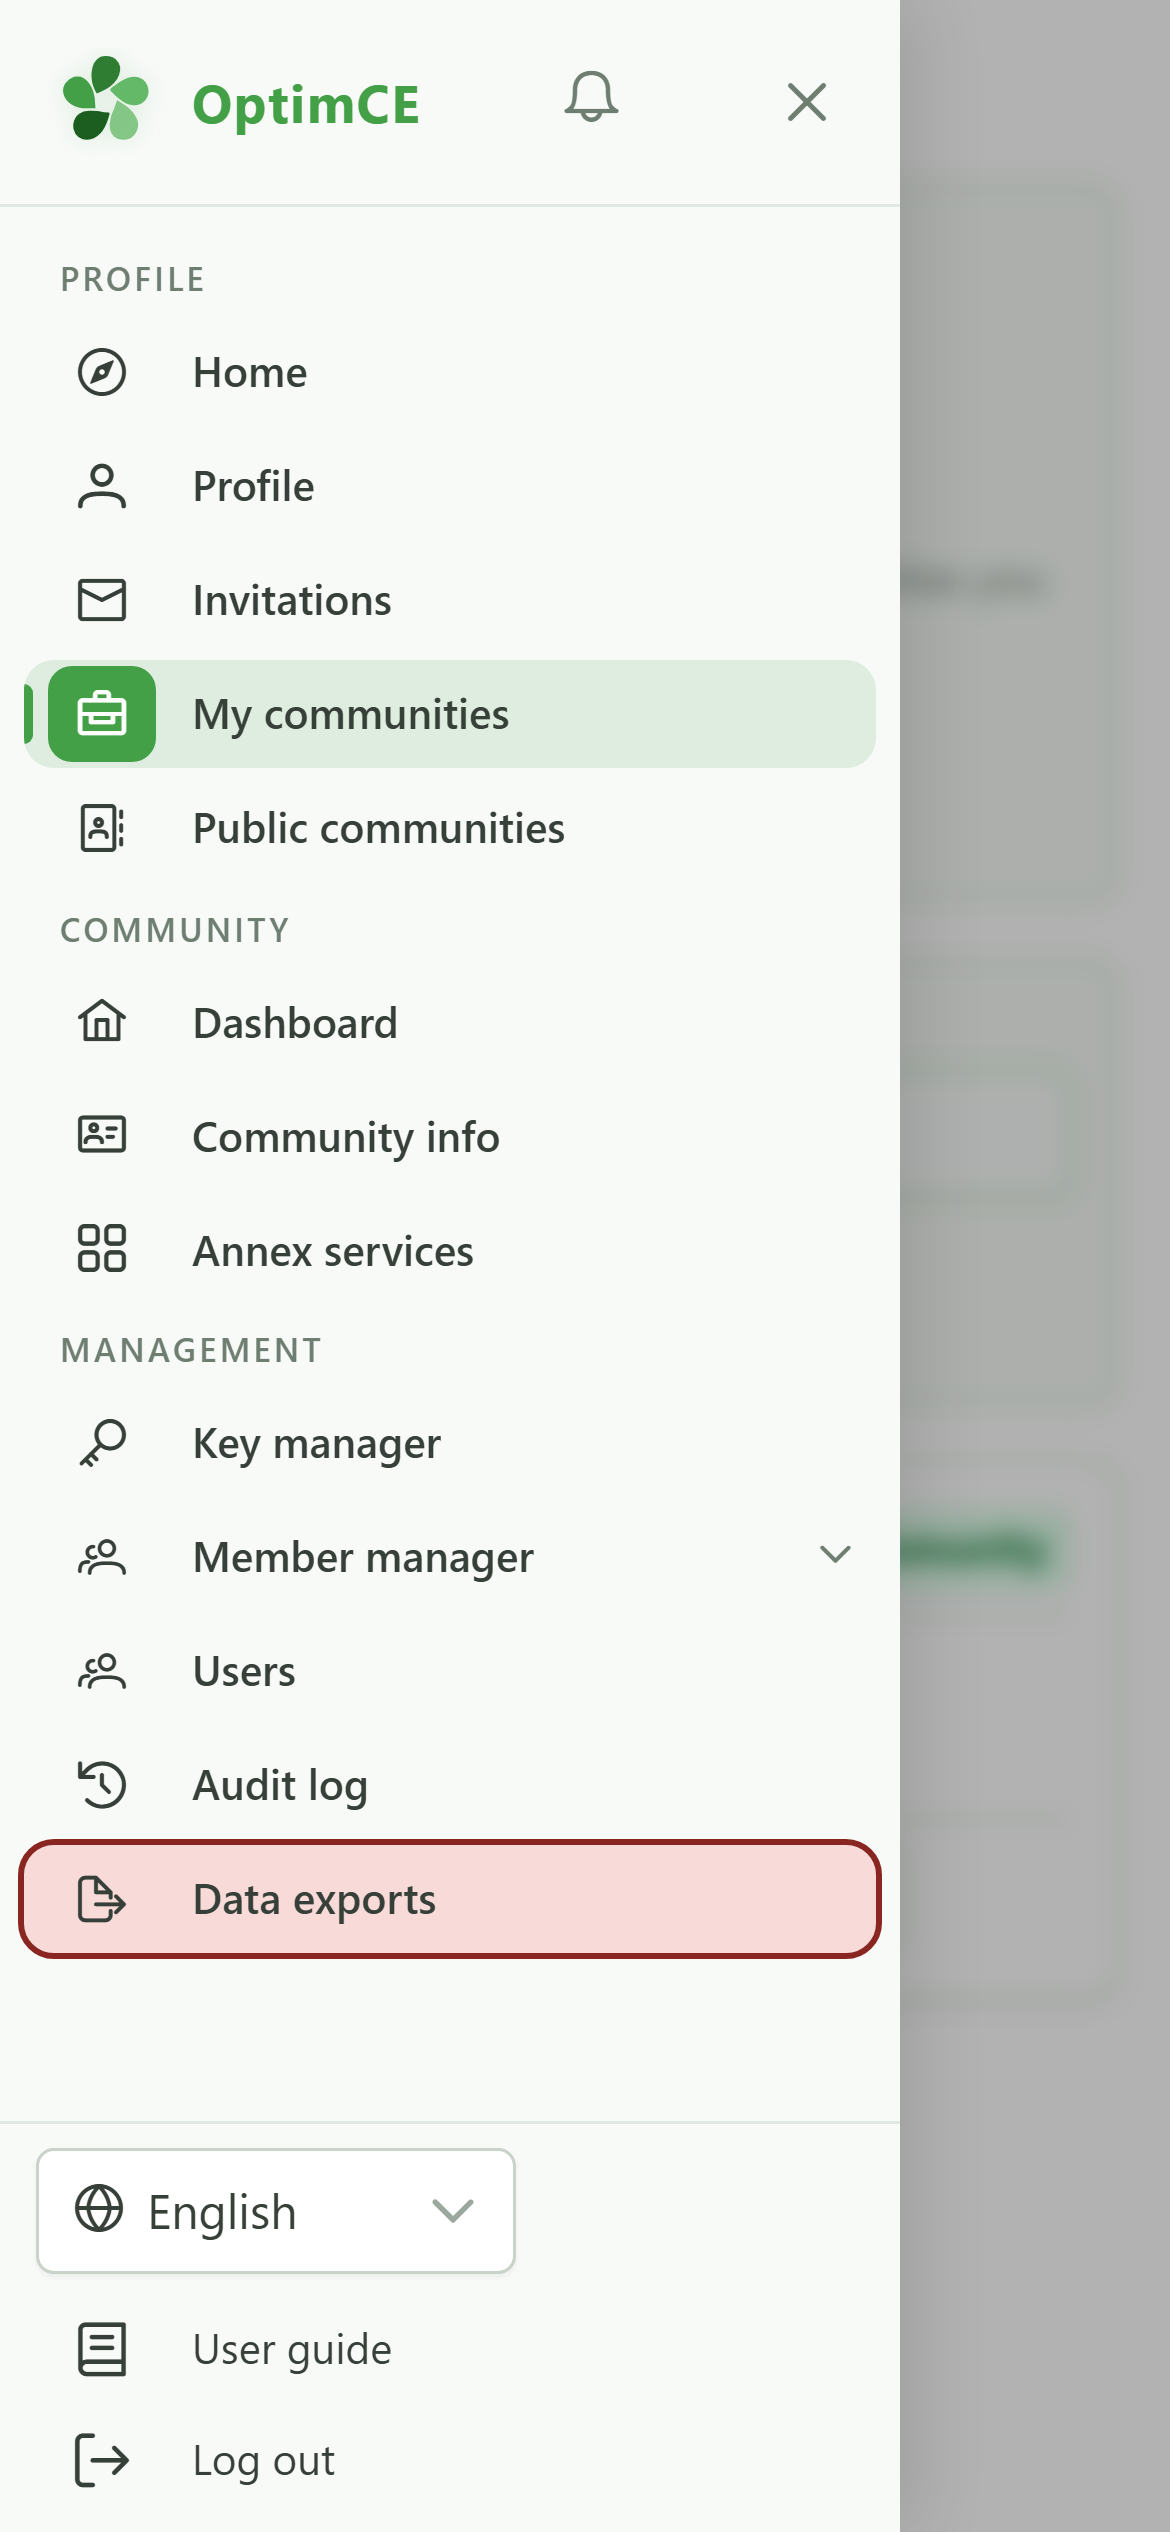 OptimCE
PROFILE
Home
Profile
Invitations
My communities
Public communities
COMMUNITY
Dashboard
Community info
Annex services
MANAGEMENT
Key manager
Member manager
Users
Audit log
Data exports
English
User guide
Log out